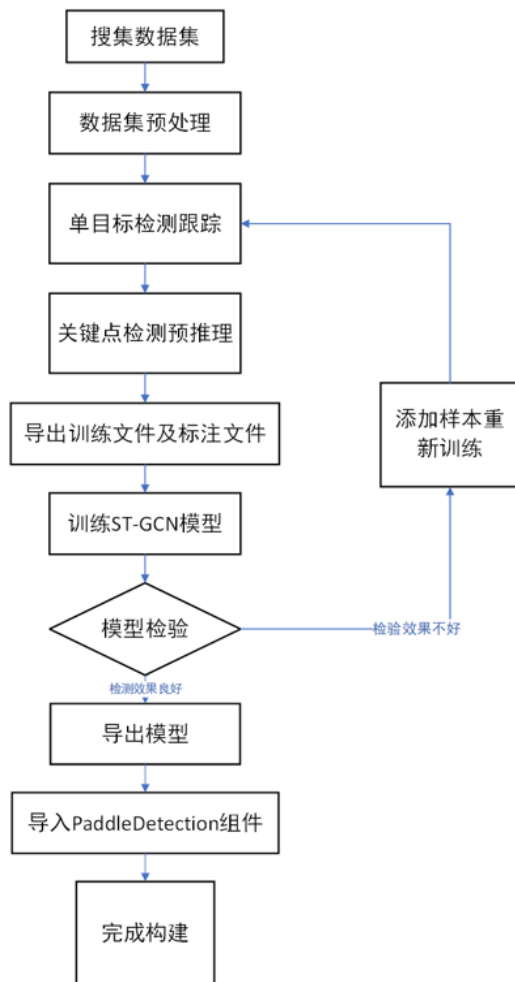 搜集数据集
数据集预处理
单目标检测跟踪
关键点检测预推理
导出训练文件及标注文件
添加样本重
新训练
训练ST-GCN模型
模型检验
检验效果不好
检测效果良好
导出模型
导入PaddleDetection组件
完成构建